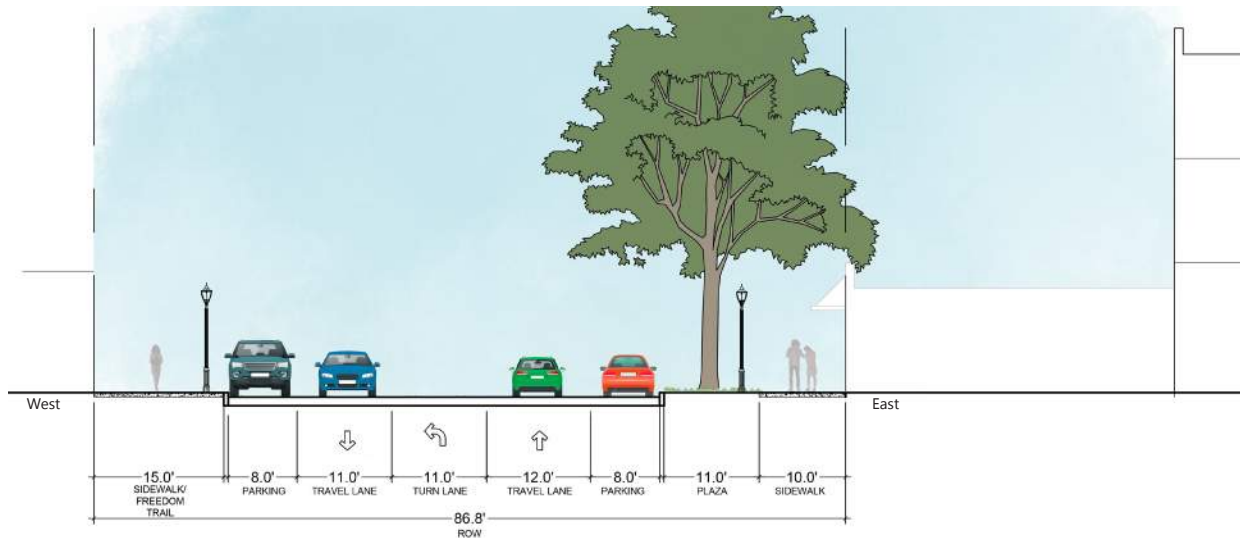 West
East
15.0'
SIDEWALK/
FREEDOM
TRAIL
8.0'
PARKING
11.0'
TRAVEL LANE
11.0'
TURN LANE
12.0'
TRAVEL LANE
8.0'
PARKING
11.0'
PLAZA
10.0'
SIDEWALK
86.8'
ROW